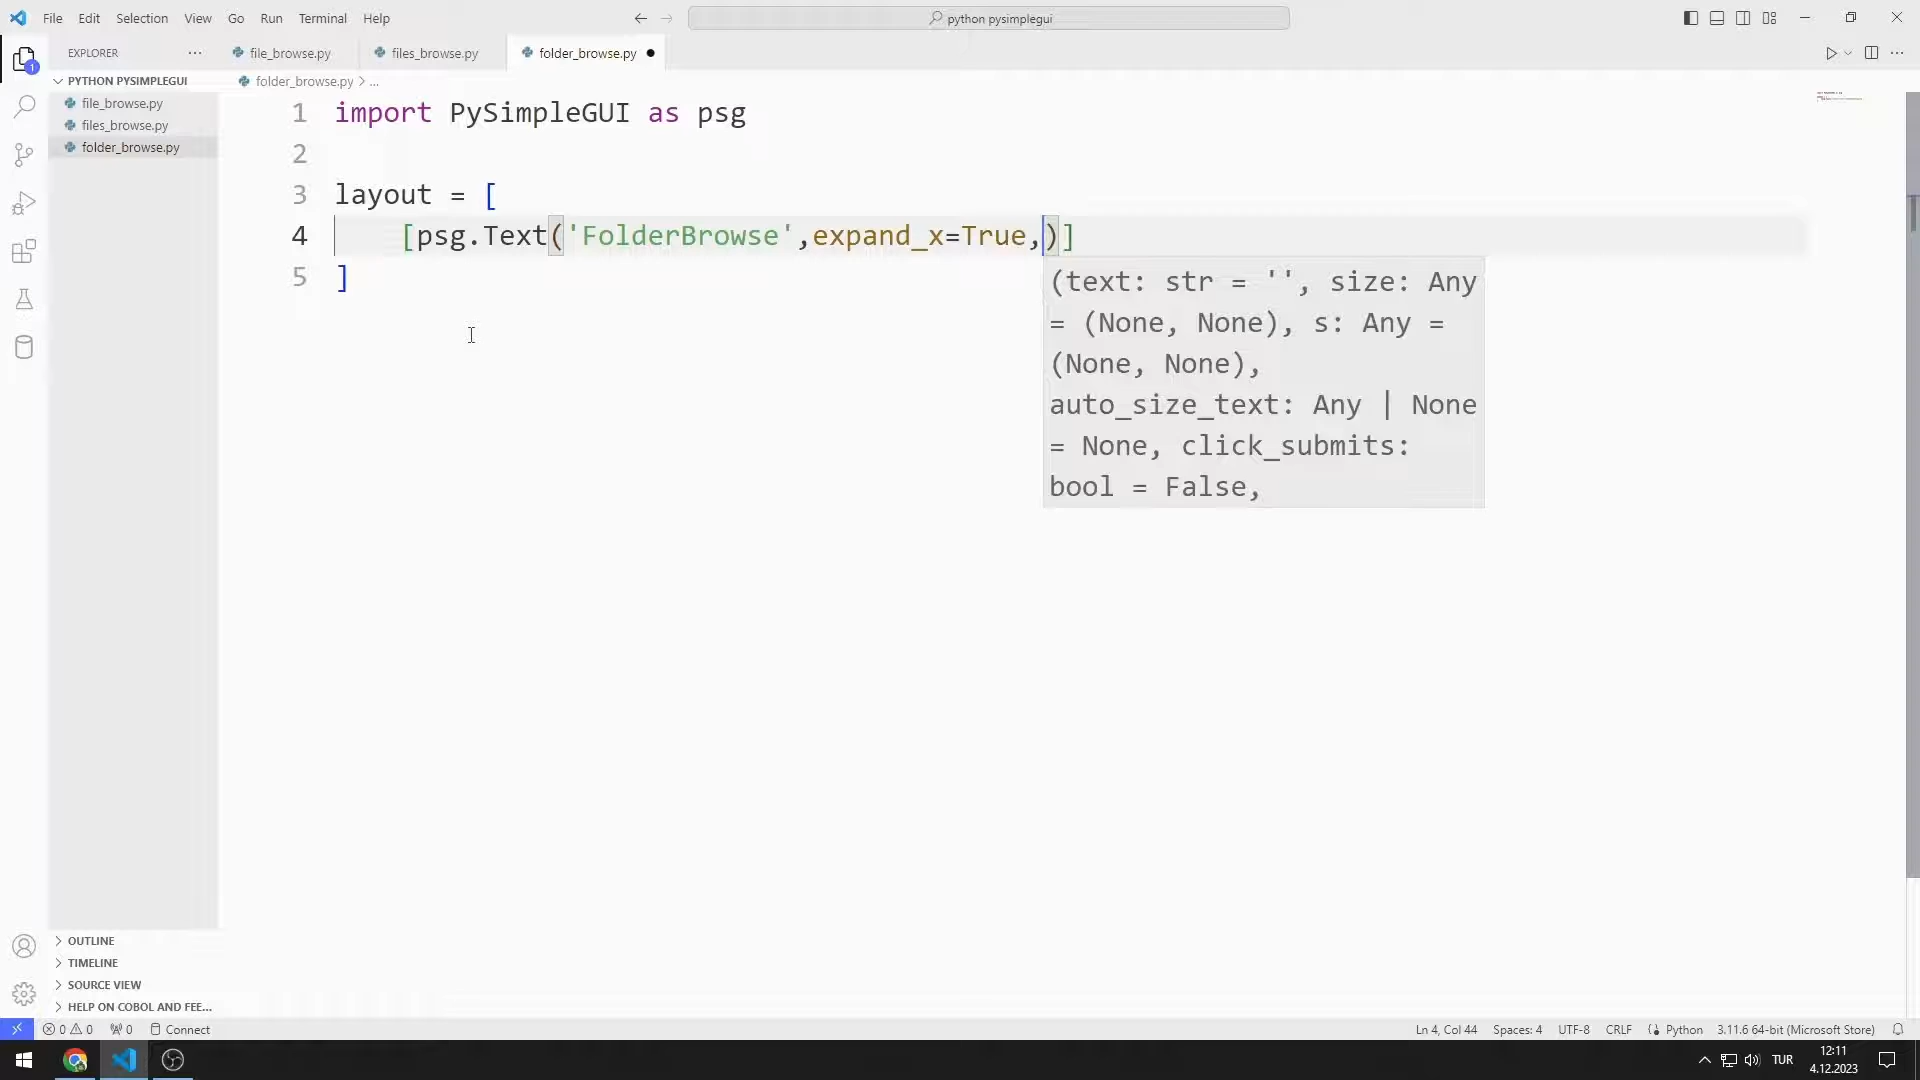 File Edit Selection View Go Run Terminal Help
python pysimplegui
EXPLORER
file_browse.py
files_browse.py
folder_browse.py
PYTHON PYSIMPLEGUI
folder_browse.py > ...
file_browse.py
files_browse.py
folder_browse.py
1 import PySimpleGUI as psg
2
3 layout = [
4 [psg.Text('FolderBrowse',expand_x=True,)]
5 ]
(text: str = '', size: Any
= (None, None), s: Any =
(None, None),
auto_size_text: Any | None
= None, click_submits:
bool = False,
1
OUTLINE
TIMELINE
SOURCE VIEW
HELP ON COBOL AND FEE...
0 0 0 Connect
Ln 4, Col 44 Spaces: 4 UTF-8 CRLF Python 3.11.6 64-bit (Microsoft Store)
TUR
12:11
4.12.2023